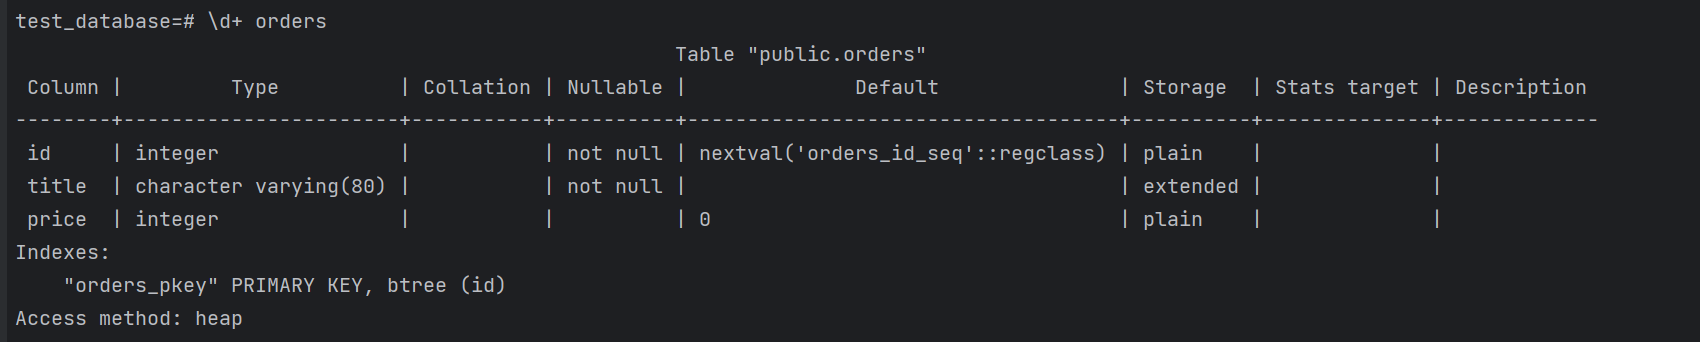 test_database=# \d+ orders
                                                       Table "public.orders"
 Column |         Type          | Collation | Nullable |              Default               | Storage  | Stats target | Description
--------+-----------------------+-----------+----------+------------------------------------+----------+--------------+-------------
 id     | integer               |           | not null | nextval('orders_id_seq'::regclass) | plain    |              |
 title  | character varying(80) |           | not null |                                    | extended |              |
 price  | integer               |           |          | 0                                  | plain    |              |
Indexes:
    "orders_pkey" PRIMARY KEY, btree (id)
Access method: heap